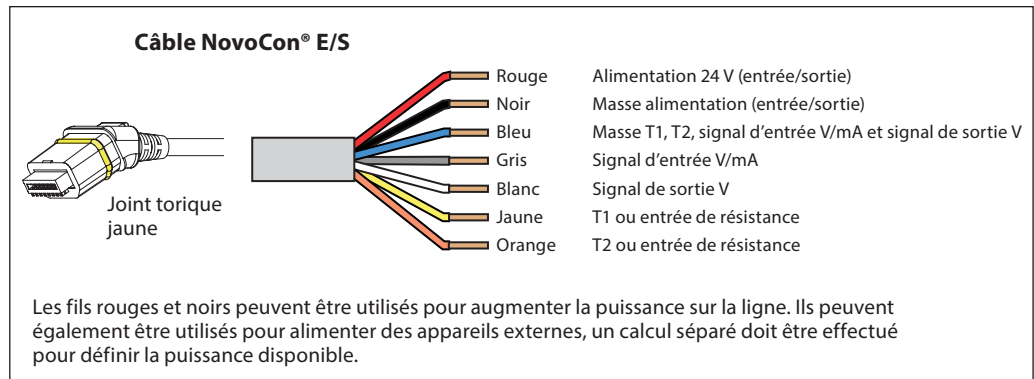 Câble NovoCon® E/S
Rouge Alimentation 24 V (entrée/sortie)
Noir Masse alimentation (entrée/sortie)
Bleu Masse T1, T2, signal d'entrée V/mA et signal de sortie V
Gris Signal d'entrée V/mA
Blanc Signal de sortie V
Jaune T1 ou entrée de résistance
Orange T2 ou entrée de résistance
Joint torique
jaune
Les fils rouges et noirs peuvent être utilisés pour augmenter la puissance sur la ligne. Ils peuvent
également être utilisés pour alimenter des appareils externes, un calcul séparé doit être effectué
pour définir la puissance disponible.